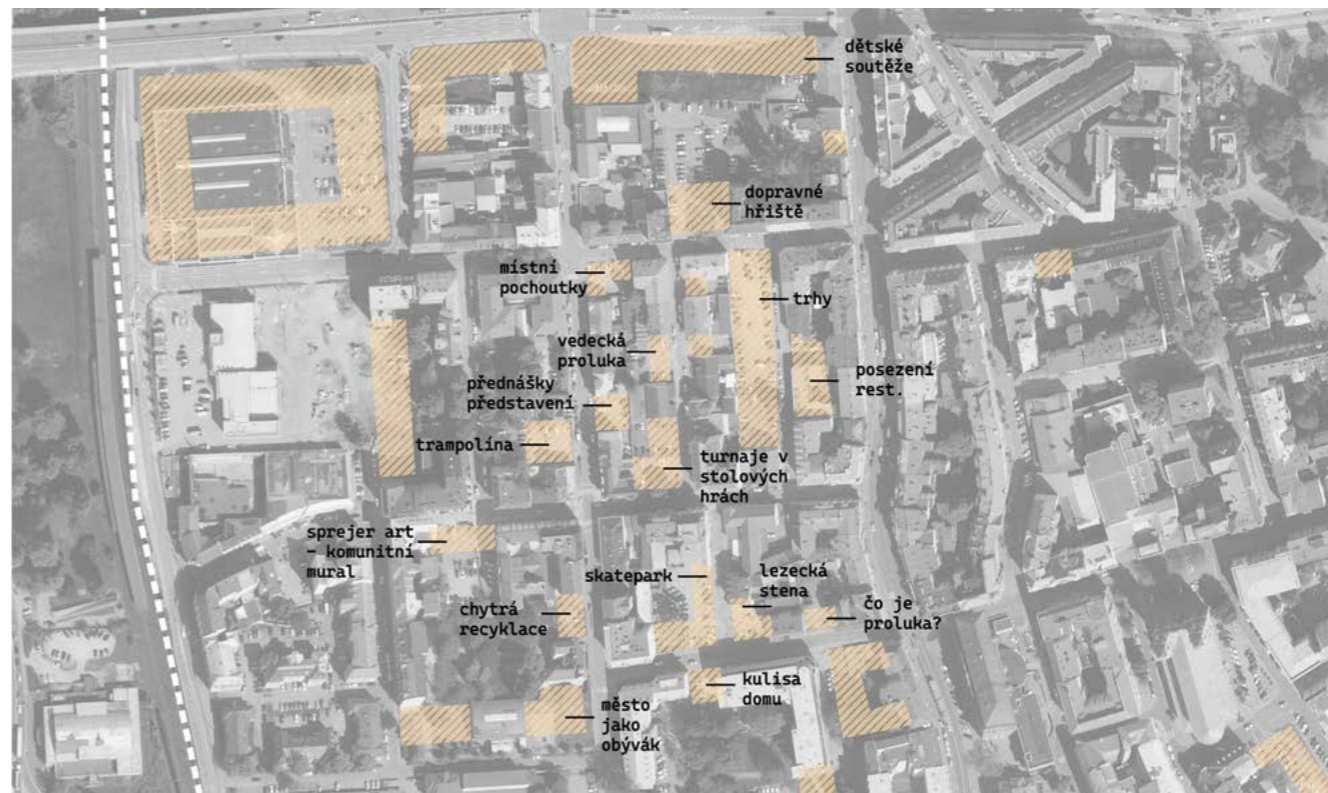 dětské
soutěže
dopravné
hřiště
místní
pochoutky
trhy
vedecká
proluka
posezení
rest.
přednášky
představení
trampolína
turnaje v
stolových
hrách
sprejer art
– komunitní
mural
skatepark
lezecká
stena
chytrá
recyklace
čo je
proluka?
kulisa
domu
město
jako
obývák